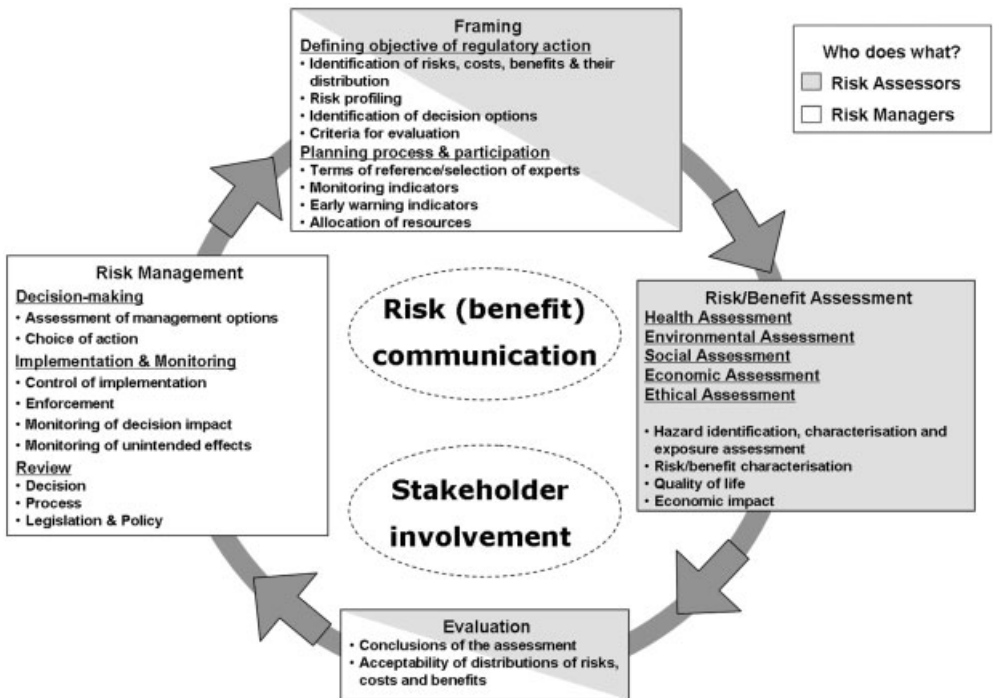 Framing
Defining objective of regulatory action
• Identification of risks, costs, benefits & their
distribution
• Risk profiling
• Identification of decision options
• Criteria for evaluation
Planning process & participation
• Terms of reference/selection of experts
• Monitoring indicators
• Early warning indicators
• Allocation of resources
Who does what?
Risk Assessors
Risk Managers
Risk Management
Decision-making
• Assessment of management options
• Choice of action
Implementation & Monitoring
• Control of implementation
• Enforcement
• Monitoring of decision impact
• Monitoring of unintended effects
Review
• Decision
• Process
• Legislation & Policy
Risk (benefit)
communication
Stakeholder
involvement
Risk/Benefit Assessment
Health Assessment
Environmental Assessment
Social Assessment
Economic Assessment
Ethical Assessment
• Hazard identification, characterisation and
exposure assessment
• Risk/benefit characterisation
• Quality of life
• Economic impact
Evaluation
• Conclusions of the assessment
• Acceptability of distributions of risks,
costs and benefits